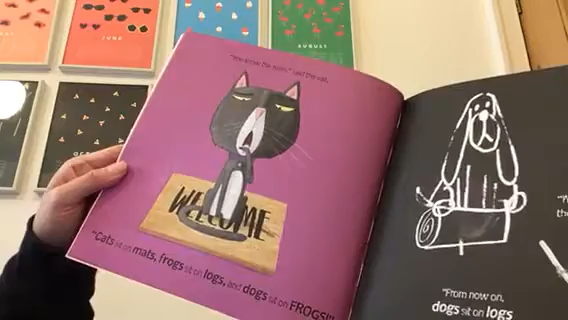 JUNE
AUGUST
"You know the rules," said the cat.
WELCOME
"Cats sit on mats, frogs sit on logs, and dogs sit on FROGS!"
"From now on,
dogs sit on logs